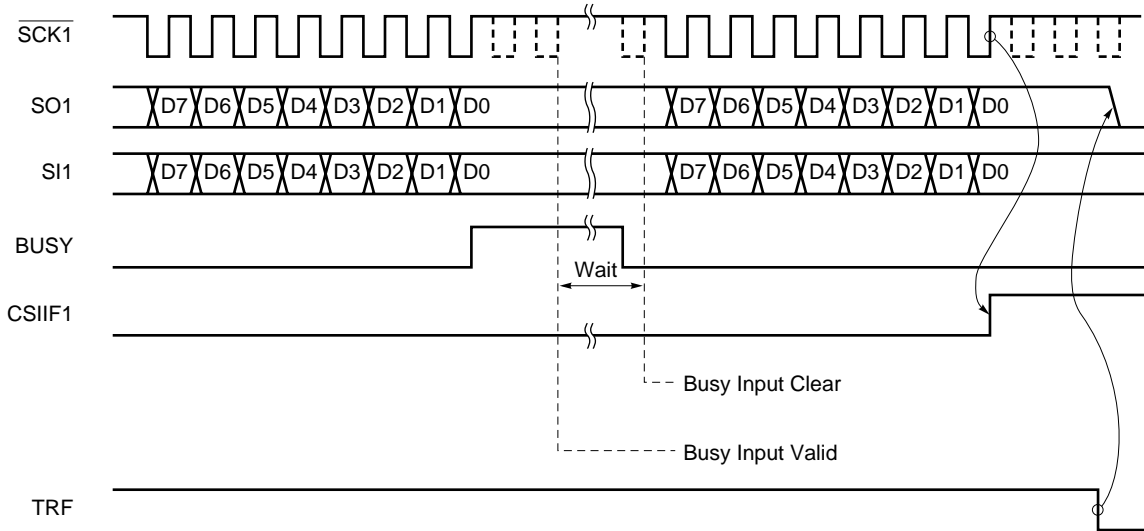 SCK1
SO1 D7 D6 D5 D4 D3 D2 D1 D0 D7 D6 D5 D4 D3 D2 D1 D0
SI1 D7 D6 D5 D4 D3 D2 D1 D0 D7 D6 D5 D4 D3 D2 D1 D0
BUSY
Wait
CSIIF1
Busy Input Clear
Busy Input Valid
TRF